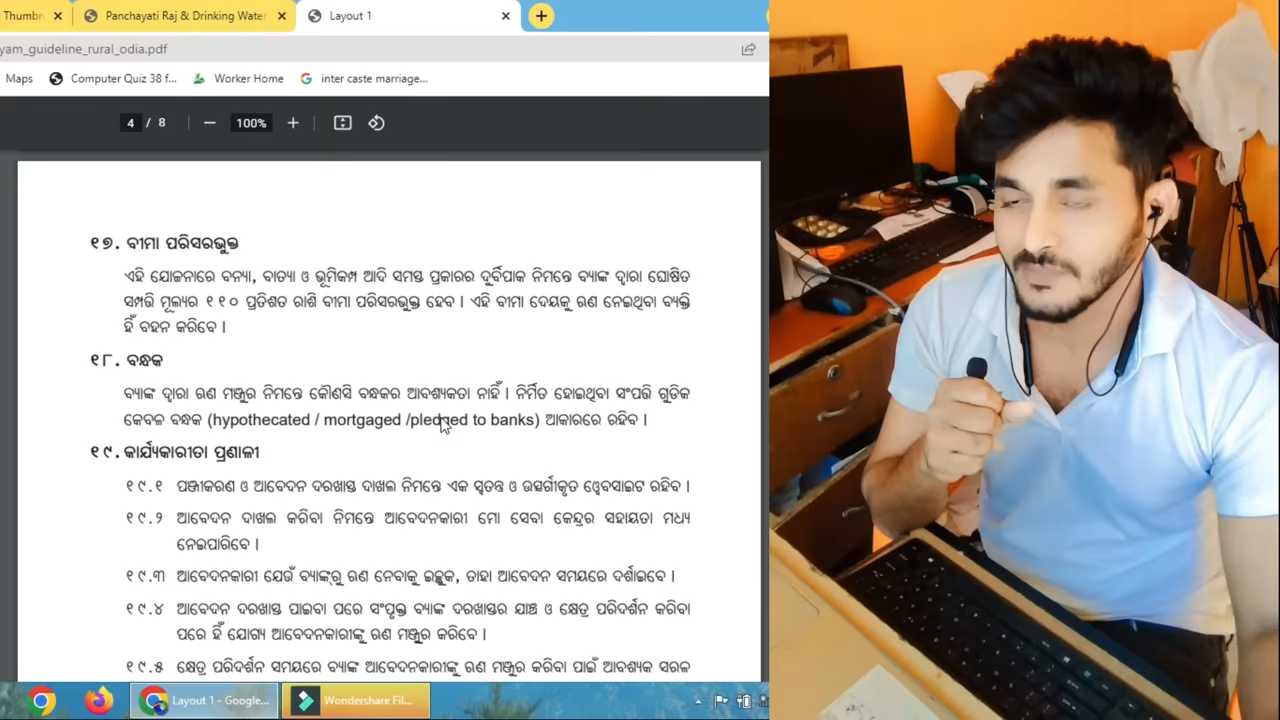 Thumbn
Panchayati Raj & Drinking Water
Layout 1
yam_guideline_rural_odia.pdf
Maps
Computer Quiz 38 f...
Worker Home
inter caste marriage...
4 / 8
100%
୧୭. ବୀମା ପରିସରଭୁକ୍ତ
ଏହି ଯୋଜନାରେ ବନ୍ୟା, ବାତ୍ୟା ଓ ଭୂମିକମ୍ପ ଆଦି ସମସ୍ତ ପ୍ରକାରର ଦୁର୍ବିପାକ ନିମନ୍ତେ ବ୍ୟାଙ୍କ ଦ୍ୱାରା ଘୋଷିତ
ସମ୍ପତ୍ତି ମୂଲ୍ୟର ୧୧୦ ପ୍ରତିଶତ ରାଶି ବୀମା ପରିସରଭୁକ୍ତ ହେବ । ଏହି ବୀମା ଦେୟକୁ ଋଣ ନେଇଥିବା ବ୍ୟକ୍ତି
ହିଁ ବହନ କରିବେ ।
୧୮. ବନ୍ଧକ
ବ୍ୟାଙ୍କ ଦ୍ୱାରା ଋଣ ମଞ୍ଜୁର ନିମନ୍ତେ କୌଣସି ବନ୍ଧକର ଆବଶ୍ୟକତା ନାହିଁ । ନିର୍ମିତ ହୋଇଥିବା ସଂପତ୍ତି ଗୁଡିକ
କେବଳ ବନ୍ଧକ (hypothecated / mortgaged /pledged to banks) ଆକାରରେ ରହିବ ।
୧୯. କାର୍ଯ୍ୟକାରୀତା ପ୍ରଣାଳୀ
୧୯.୧ ପଞ୍ଜୀକରଣ ଓ ଆବେଦନ ଦରଖାସ୍ତ ଦାଖଲ ନିମନ୍ତେ ଏକ ସ୍ୱତନ୍ତ୍ର ଓ ଉତ୍ସର୍ଗୀକୃତ ଓ୍ୱେବସାଇଟ ରହିବ ।
୧୯.୨ ଆବେଦନ ଦାଖଲ କରିବା ନିମନ୍ତେ ଆବେଦନକାରୀ ମୋ ସେବା କେନ୍ଦ୍ରର ସହାୟତା ମଧ୍ୟ
ନେଇପାରିବେ ।
୧୯.୩ ଆବେଦନକାରୀ ଯେଉଁ ବ୍ୟାଙ୍କରୁ ଋଣ ନେବାକୁ ଇଚ୍ଛୁକ, ତାହା ଆବେଦନ ସମୟରେ ଦର୍ଶାଇବେ ।
୧୯.୪ ଆବେଦନ ଦରଖାସ୍ତ ପାଇବା ପରେ ସଂପୃକ୍ତ ବ୍ୟାଙ୍କ ଦରଖାସ୍ତର ଯାଞ୍ଚ ଓ କ୍ଷେତ୍ର ପରିଦର୍ଶନ କରିବା
ପରେ ହିଁ ଯୋଗ୍ୟ ଆବେଦନକାରୀଙ୍କୁ ଋଣ ମଞ୍ଜୁର କରିବେ ।
୧୯.୫ କ୍ଷେତ୍ର ପରିଦର୍ଶନ ସମୟରେ ବ୍ୟାଙ୍କ ଆବେଦନକାରୀଙ୍କୁ ଋଣ ମଞ୍ଜୁର କରିବା ପାଇଁ ଆବଶ୍ୟକ ସରଳ
Layout 1 - Google...
Wondershare Fil...